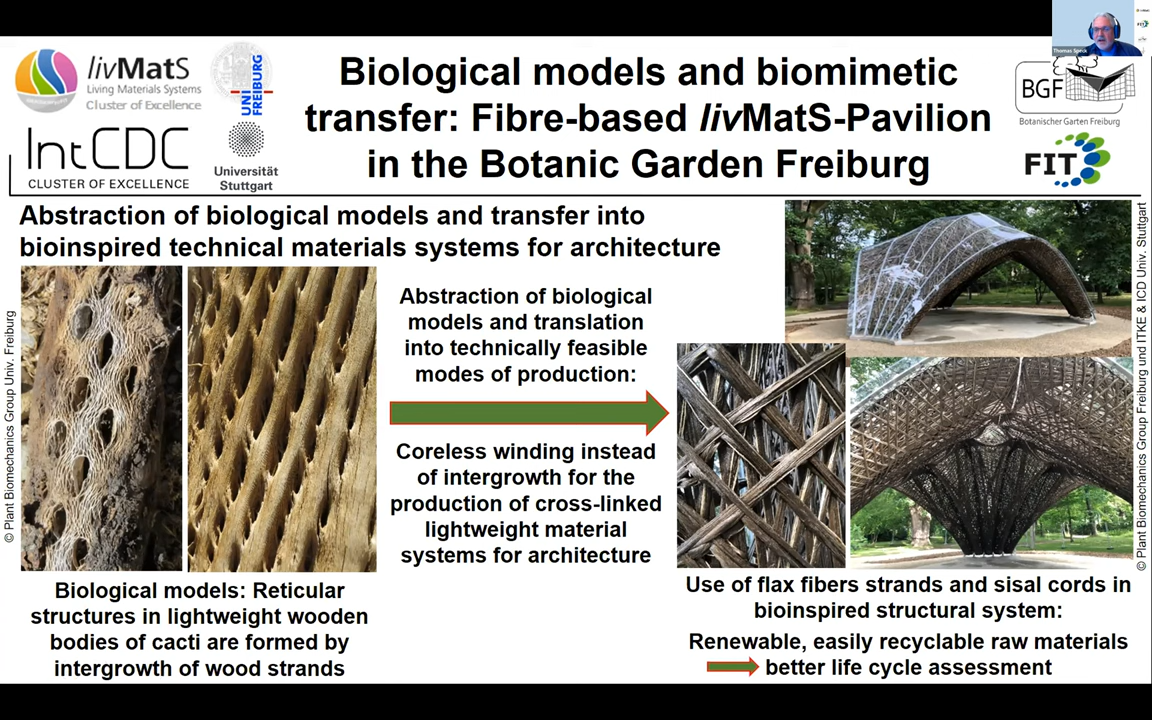 Thomas Speck
livMatS
Living Materials Systems
Cluster of Excellence
UNI
FREIBURG
IntCDC
CLUSTER OF EXCELLENCE
Universität
Stuttgart
Biological models and biomimetic
transfer: Fibre-based livMatS-Pavilion
in the Botanic Garden Freiburg
BGF
Botanischer Garten Freiburg
FIT
Abstraction of biological models and transfer into
bioinspired technical materials systems for architecture
© Plant Biomechanics Group Univ. Freiburg
Biological models: Reticular
structures in lightweight wooden
bodies of cacti are formed by
intergrowth of wood strands
Abstraction of biological
models and translation
into technically feasible
modes of production:
Coreless winding instead
of intergrowth for the
production of cross-linked
lightweight material
systems for architecture
© Plant Biomechanics Group Freiburg und ITKE & ICD Univ. Stuttgart
Use of flax fibers strands and sisal cords in
bioinspired structural system:
Renewable, easily recyclable raw materials
better life cycle assessment